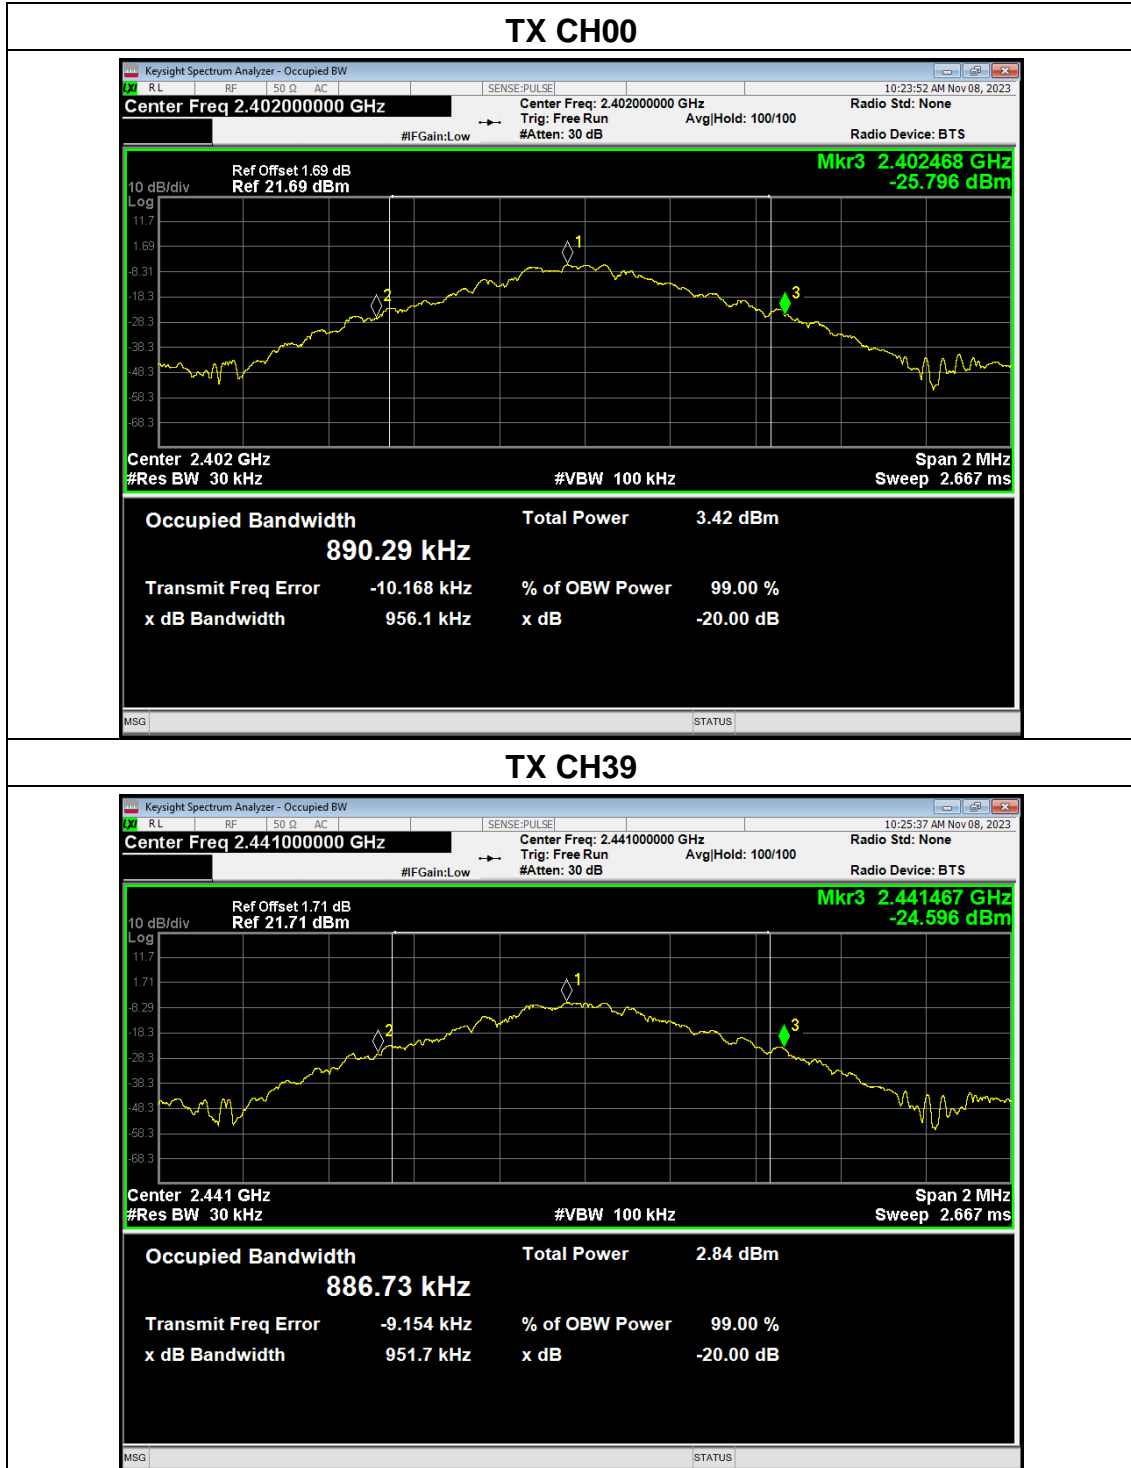 TX CH00
Keysight Spectrum Analyzer - Occupied BW
LXI RL RF 50 Ω AC SENSE:PULSE 10:23:52 AM Nov 08, 2023
Center Freq 2.402000000 GHz Center Freq: 2.402000000 GHz Radio Std: None
Trig: Free Run Avg|Hold: 100/100
#IFGain:Low #Atten: 30 dB Radio Device: BTS
Mkr3 2.402468 GHz
Ref Offset 1.69 dB
10 dB/div Ref 21.69 dBm -25.796 dBm
Log
11.7
1.69
-8.31
-18.3
-28.3
-38.3
-48.3
-58.3
-68.3
1
2
3
Center 2.402 GHz Span 2 MHz
#Res BW 30 kHz #VBW 100 kHz Sweep 2.667 ms
Occupied Bandwidth Total Power 3.42 dBm
890.29 kHz
Transmit Freq Error -10.168 kHz % of OBW Power 99.00 %
x dB Bandwidth 956.1 kHz x dB -20.00 dB
MSG STATUS
TX CH39
Keysight Spectrum Analyzer - Occupied BW
LXI RL RF 50 Ω AC SENSE:PULSE 10:25:37 AM Nov 08, 2023
Center Freq 2.441000000 GHz Center Freq: 2.441000000 GHz Radio Std: None
Trig: Free Run Avg|Hold: 100/100
#IFGain:Low #Atten: 30 dB Radio Device: BTS
Mkr3 2.441467 GHz
Ref Offset 1.71 dB
10 dB/div Ref 21.71 dBm -24.596 dBm
Log
11.7
1.71
-8.29
-18.3
-28.3
-38.3
-48.3
-58.3
-68.3
1
2
3
Center 2.441 GHz Span 2 MHz
#Res BW 30 kHz #VBW 100 kHz Sweep 2.667 ms
Occupied Bandwidth Total Power 2.84 dBm
886.73 kHz
Transmit Freq Error -9.154 kHz % of OBW Power 99.00 %
x dB Bandwidth 951.7 kHz x dB -20.00 dB
MSG STATUS